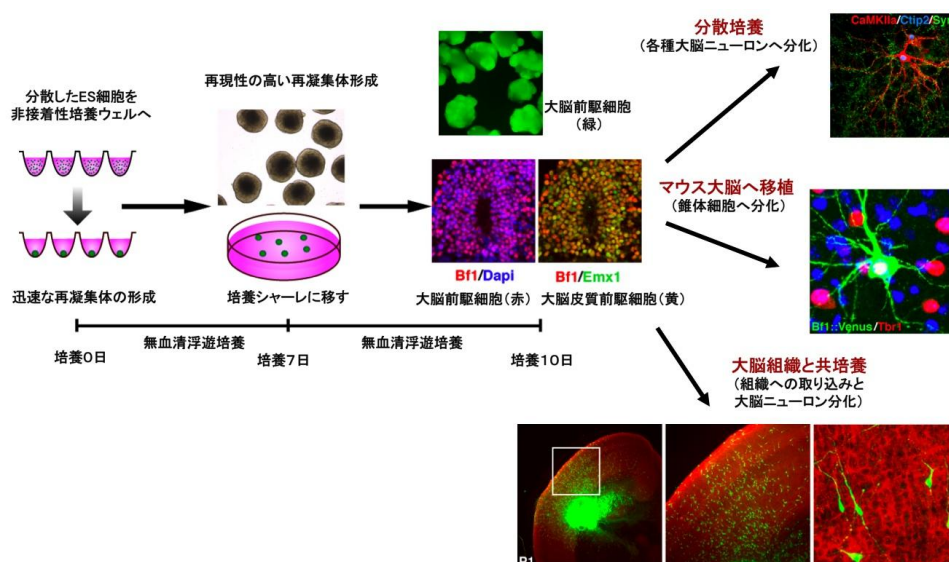 分散したES細胞を
非接着性培養ウェルへ
迅速な再凝集体の形成
再現性の高い再凝集体形成
培養シャーレに移す
大脳前駆細胞
(緑)
Bf1/Dapi
大脳前駆細胞(赤)
Bf1/Emx1
大脳皮質前駆細胞(黄)
無血清浮遊培養
無血清浮遊培養
培養0日
培養7日
培養10日
分散培養
(各種大脳ニューロンへ分化)
CaMKIIa/Ctip2/Syn
マウス大脳へ移植
(錐体細胞へ分化)
Bf1::Venus/Tbr1
大脳組織と共培養
(組織への取り込みと
大脳ニューロン分化)